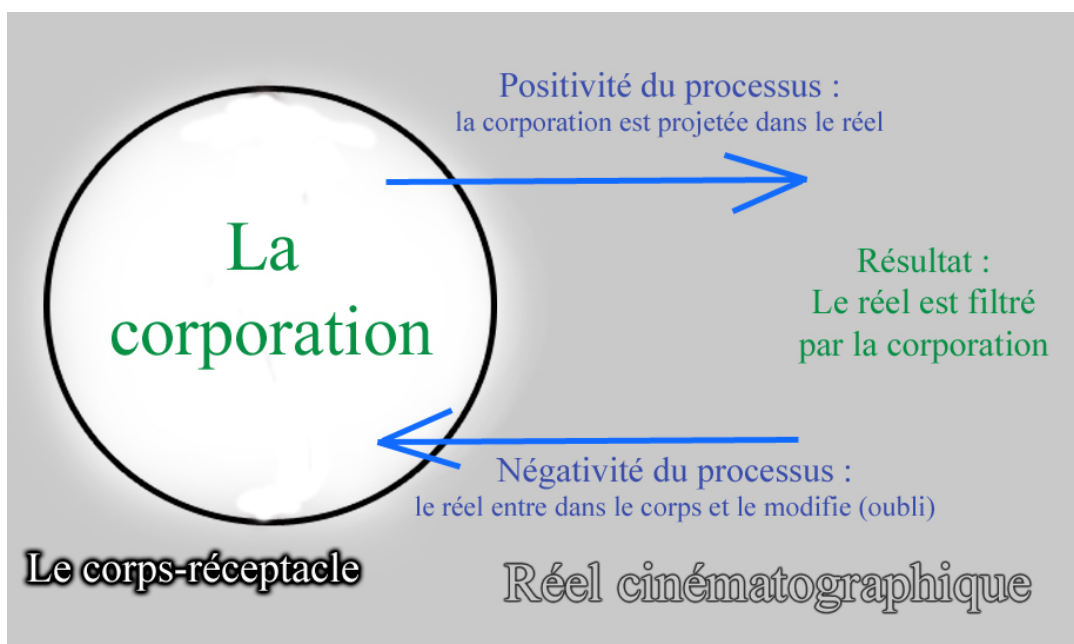 Positivité du processus :
la corporation est projetée dans le réel
La
corporation
Résultat :
Le réel est filtré
par la corporation
Négativité du processus :
le réel entre dans le corps et le modifie (oubli)
Le corps-réceptacle
Réel cinématographique